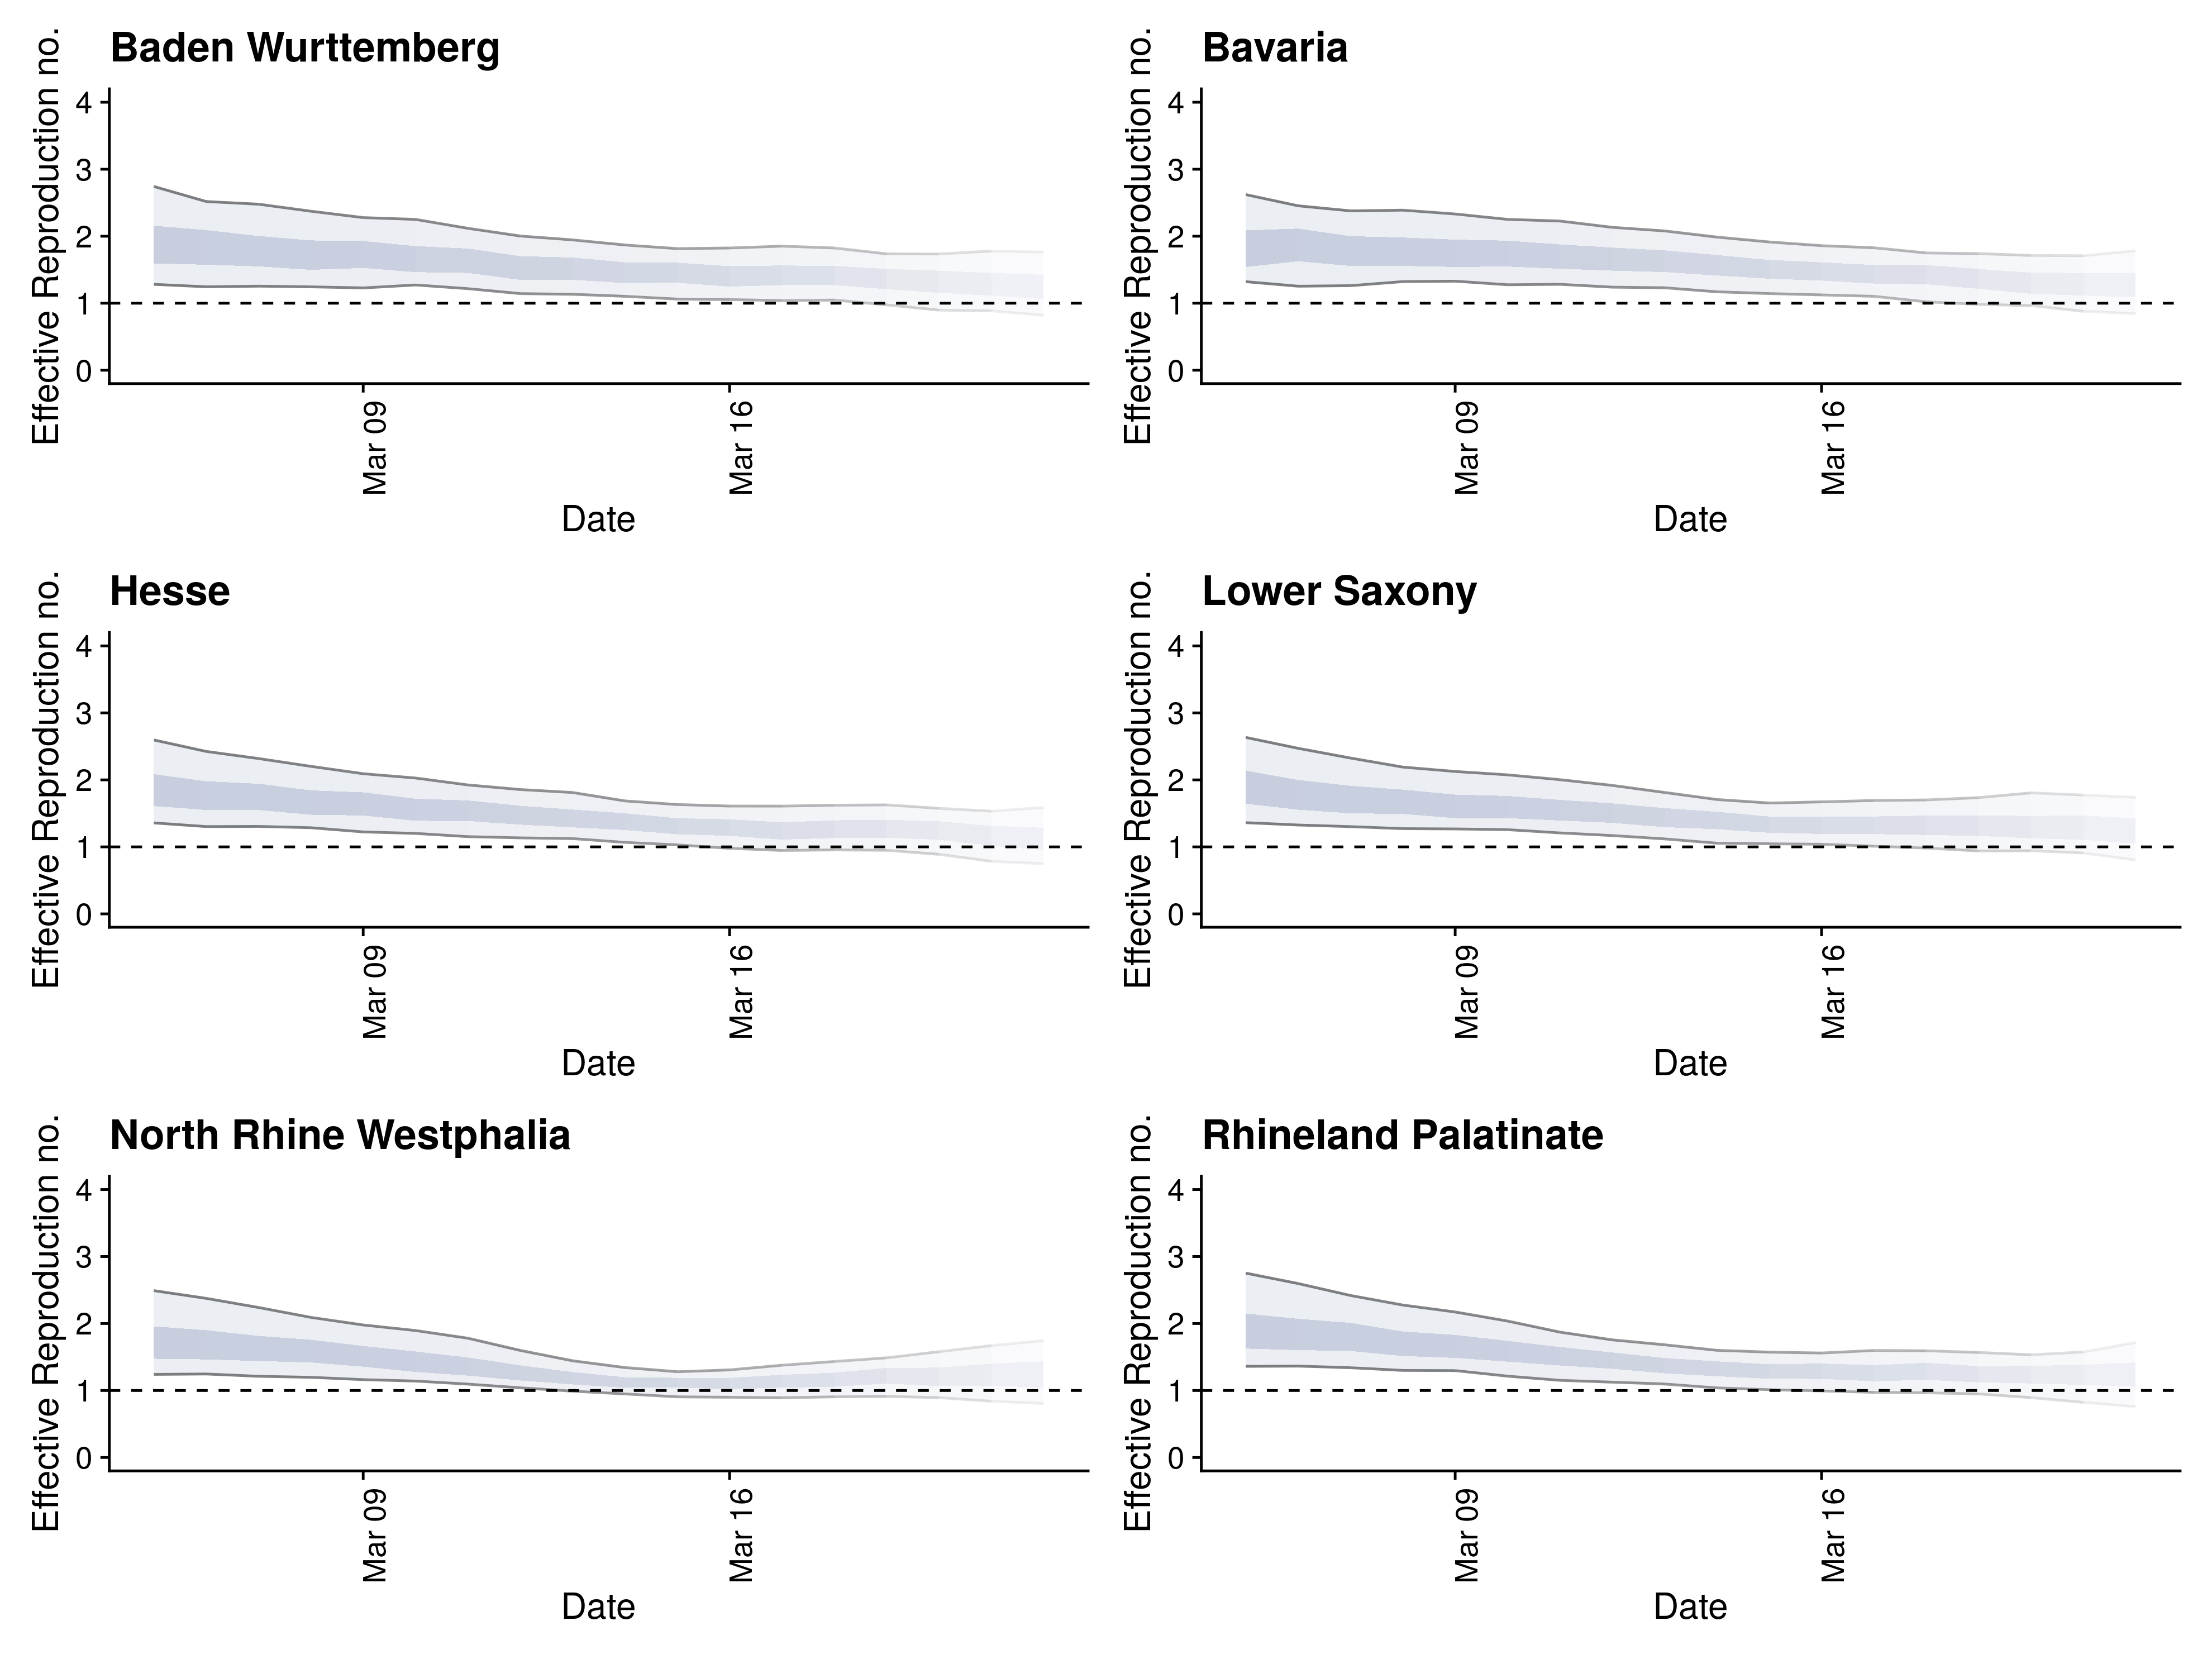 Baden Wurttemberg
Effective Reproduction no.
4
3
2
1
0
Mar 09
Mar 16
Date
Bavaria
Effective Reproduction no.
4
3
2
1
0
Mar 09
Mar 16
Date
Hesse
Effective Reproduction no.
4
3
2
1
0
Mar 09
Mar 16
Date
Lower Saxony
Effective Reproduction no.
4
3
2
1
0
Mar 09
Mar 16
Date
North Rhine Westphalia
Effective Reproduction no.
4
3
2
1
0
Mar 09
Mar 16
Date
Rhineland Palatinate
Effective Reproduction no.
4
3
2
1
0
Mar 09
Mar 16
Date